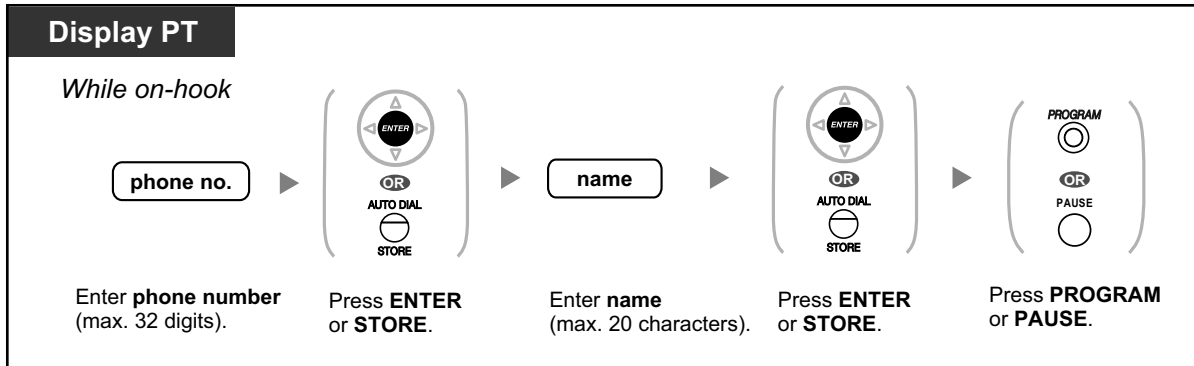 Display PT
While on-hook
phone no.
ENTER
OR
AUTO DIAL
STORE
name
ENTER
OR
AUTO DIAL
STORE
PROGRAM
OR
PAUSE
Enter phone number
(max. 32 digits).
Press ENTER
or STORE.
Enter name
(max. 20 characters).
Press ENTER
or STORE.
Press PROGRAM
or PAUSE.